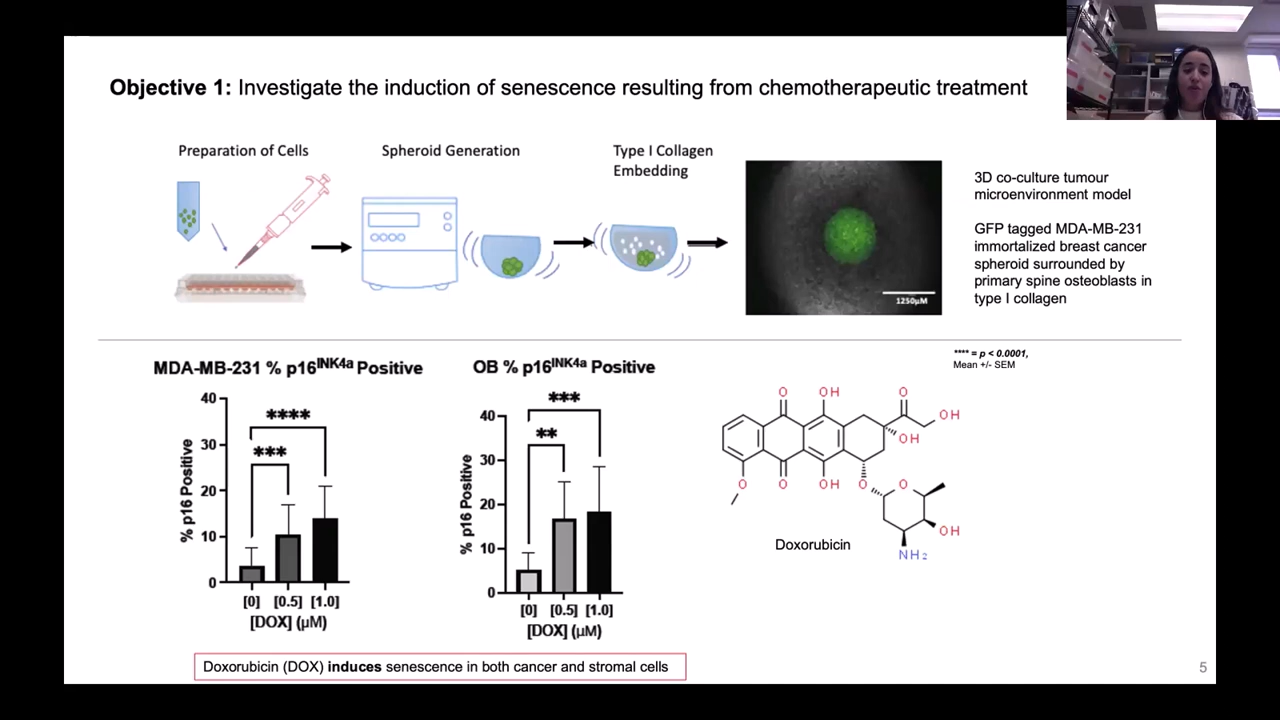 Objective 1: Investigate the induction of senescence resulting from chemotherapeutic treatment
Preparation of Cells
Spheroid Generation
Type I Collagen
Embedding
1250μM
3D co-culture tumour
microenvironment model
GFP tagged MDA-MB-231
immortalized breast cancer
spheroid surrounded by
primary spine osteoblasts in
type I collagen
MDA-MB-231 % p16INK4a Positive
% p16 Positive
40
30
20
10
0
****
***
[0] [0.5] [1.0]
[DOX] (μM)
OB % p16INK4a Positive
% p16 Positive
40
30
20
10
0
***
**
[0] [0.5] [1.0]
[DOX] (μM)
**** = p < 0.0001,
Mean +/- SEM
O OH O
OH
OH
O O OH O O
OH
NH2
Doxorubicin
Doxorubicin (DOX) induces senescence in both cancer and stromal cells
5